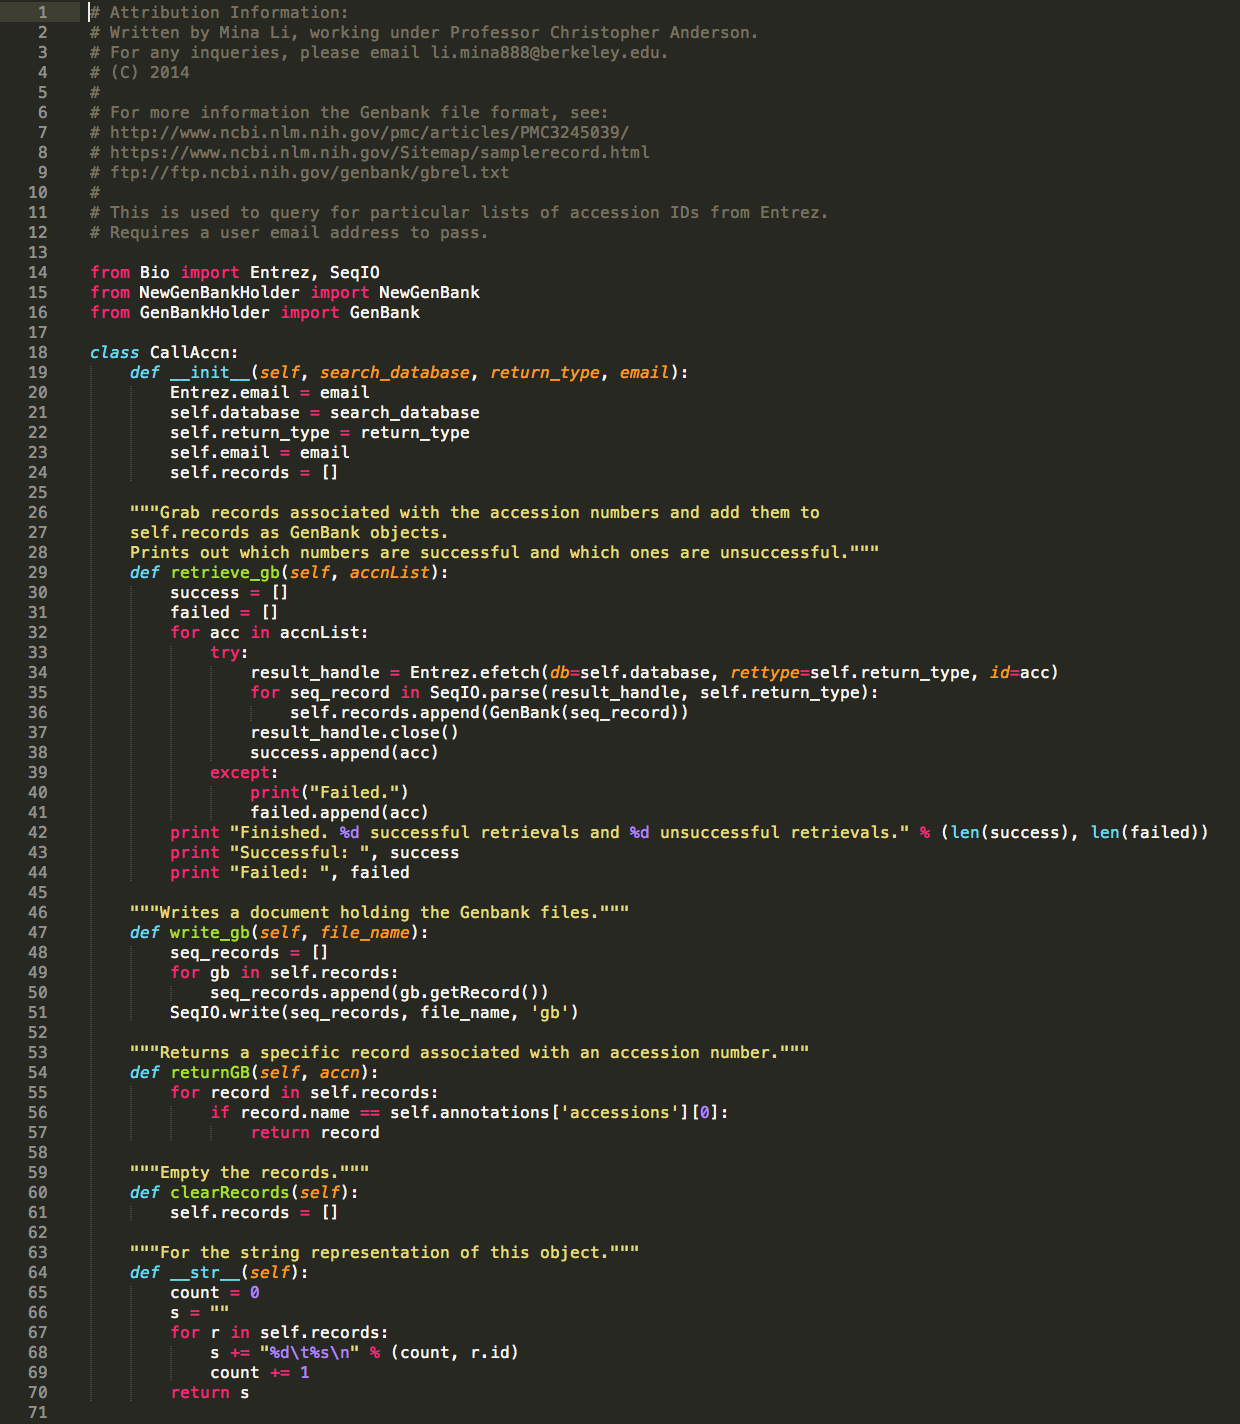 1 # Attribution Information:
2 # Written by Mina Li, working under Professor Christopher Anderson.
3 # For any inqueries, please email li.mina888@berkeley.edu.
4 # (C) 2014
5 #
6 # For more information the Genbank file format, see:
7 # http://www.ncbi.nlm.nih.gov/pmc/articles/PMC3245039/
8 # https://www.ncbi.nlm.nih.gov/Sitemap/samplerecord.html
9 # ftp://ftp.ncbi.nih.gov/genbank/gbrel.txt
10 #
11 # This is used to query for particular lists of accession IDs from Entrez.
12 # Requires a user email address to pass.
13
14 from Bio import Entrez, SeqIO
15 from NewGenBankHolder import NewGenBank
16 from GenBankHolder import GenBank
17
18 class CallAccn:
19     def __init__(self, search_database, return_type, email):
20         Entrez.email = email
21         self.database = search_database
22         self.return_type = return_type
23         self.email = email
24         self.records = []
25
26     """Grab records associated with the accession numbers and add them to
27     self.records as GenBank objects.
28     Prints out which numbers are successful and which ones are unsuccessful."""
29     def retrieve_gb(self, accnList):
30         success = []
31         failed = []
32         for acc in accnList:
33             try:
34                 result_handle = Entrez.efetch(db=self.database, rettype=self.return_type, id=acc)
35                 for seq_record in SeqIO.parse(result_handle, self.return_type):
36                     self.records.append(GenBank(seq_record))
37                 result_handle.close()
38                 success.append(acc)
39             except:
40                 print("Failed.")
41                 failed.append(acc)
42         print "Finished. %d successful retrievals and %d unsuccessful retrievals." % (len(success), len(failed))
43         print "Successful: ", success
44         print "Failed: ", failed
45
46     """Writes a document holding the Genbank files."""
47     def write_gb(self, file_name):
48         seq_records = []
49         for gb in self.records:
50             seq_records.append(gb.getRecord())
51         SeqIO.write(seq_records, file_name, 'gb')
52
53     """Returns a specific record associated with an accession number."""
54     def returnGB(self, accn):
55         for record in self.records:
56             if record.name == self.annotations['accessions'][0]:
57                 return record
58
59     """Empty the records."""
60     def clearRecords(self):
61         self.records = []
62
63     """For the string representation of this object."""
64     def __str__(self):
65         count = 0
66         s = ""
67         for r in self.records:
68             s += "%d\t%s\n" % (count, r.id)
69             count += 1
70         return s
71